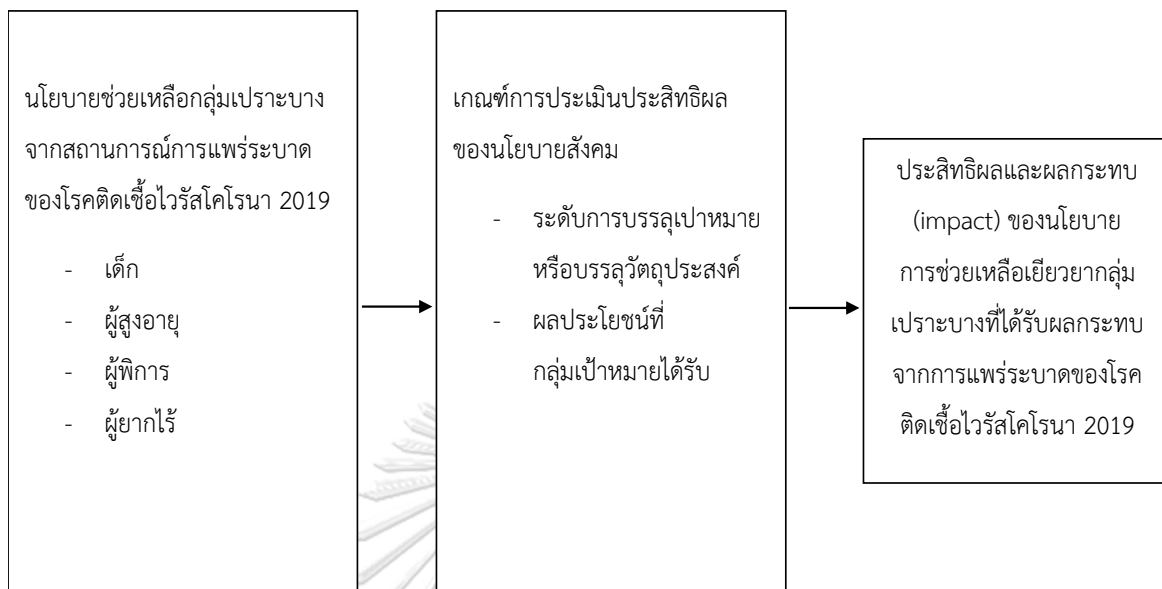 นโยบายช่วยเหลือกลุ่มเปราะบาง
จากสถานการณ์การแพร่ระบาด
ของโรคติดเชื้อไวรัสโคโรนา 2019
- เด็ก
- ผู้สูงอายุ
- ผู้พิการ
- ผู้ยากไร้
เกณฑ์การประเมินประสิทธิผล
ของนโยบายสังคม
- ระดับการบรรลุเปาหมาย
หรือบรรลุวัตถุประสงค์
- ผลประโยชน์ที่
กลุ่มเป้าหมายได้รับ
ประสิทธิผลและผลกระทบ
(impact) ของนโยบาย
การช่วยเหลือเยียวยากลุ่ม
เปราะบางที่ได้รับผลกระทบ
จากการแพร่ระบาดของโรค
ติดเชื้อไวรัสโคโรนา 2019